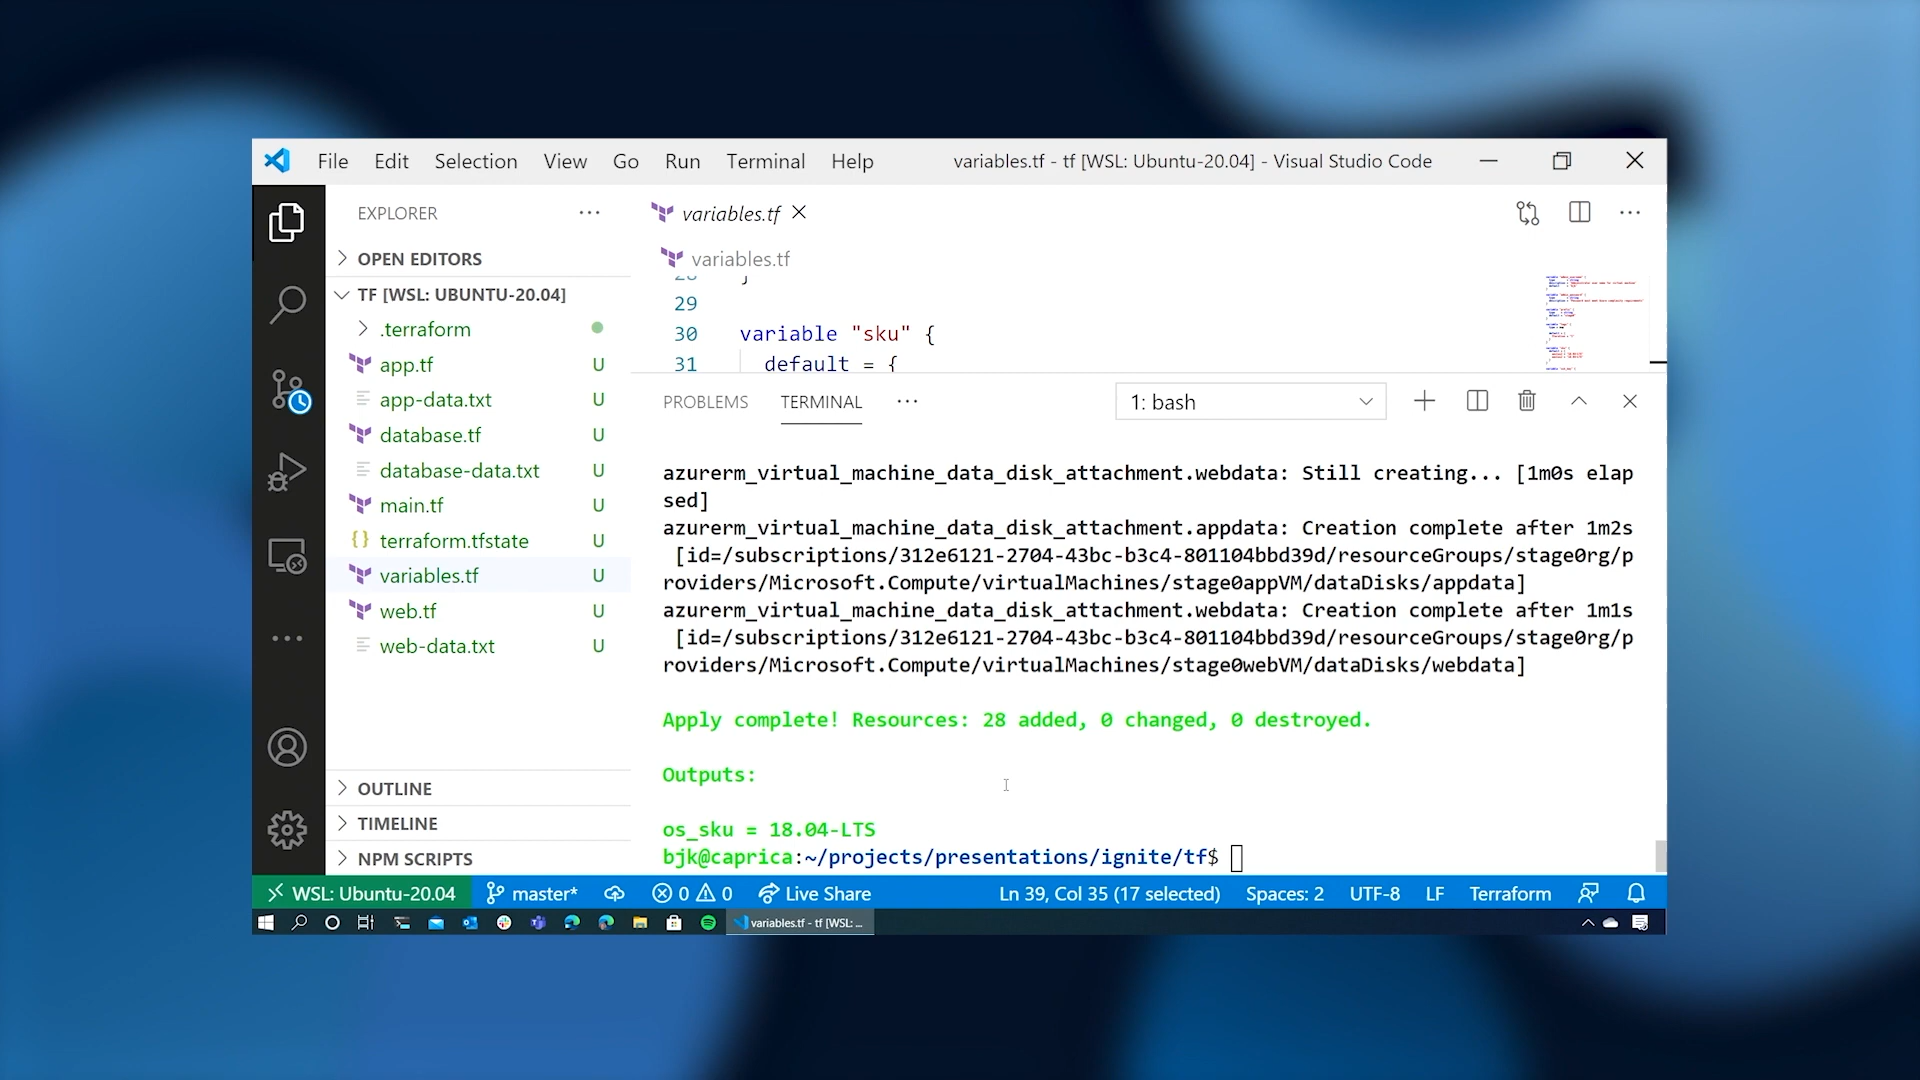 File Edit Selection View Go Run Terminal Help variables.tf - tf [WSL: Ubuntu-20.04] - Visual Studio Code
EXPLORER
OPEN EDITORS
TF [WSL: UBUNTU-20.04]
.terraform
app.tf U
app-data.txt U
database.tf U
database-data.txt U
main.tf U
terraform.tfstate U
variables.tf U
web.tf U
web-data.txt U
OUTLINE
TIMELINE
NPM SCRIPTS
variables.tf
variables.tf
28 }
29
30 variable "sku" {
31 default = {
PROBLEMS TERMINAL 1: bash
azurerm_virtual_machine_data_disk_attachment.webdata: Still creating... [1m0s elap
sed]
azurerm_virtual_machine_data_disk_attachment.appdata: Creation complete after 1m2s
[id=/subscriptions/312e6121-2704-43bc-b3c4-801104bbd39d/resourceGroups/stage0rg/p
roviders/Microsoft.Compute/virtualMachines/stage0appVM/dataDisks/appdata]
azurerm_virtual_machine_data_disk_attachment.webdata: Creation complete after 1m1s
[id=/subscriptions/312e6121-2704-43bc-b3c4-801104bbd39d/resourceGroups/stage0rg/p
roviders/Microsoft.Compute/virtualMachines/stage0webVM/dataDisks/webdata]
Apply complete! Resources: 28 added, 0 changed, 0 destroyed.
Outputs:
os_sku = 18.04-LTS
bjk@caprica:~/projects/presentations/ignite/tf$
WSL: Ubuntu-20.04 master* 0 0 Live Share Ln 39, Col 35 (17 selected) Spaces: 2 UTF-8 LF Terraform
variables.tf - tf [WSL: ...